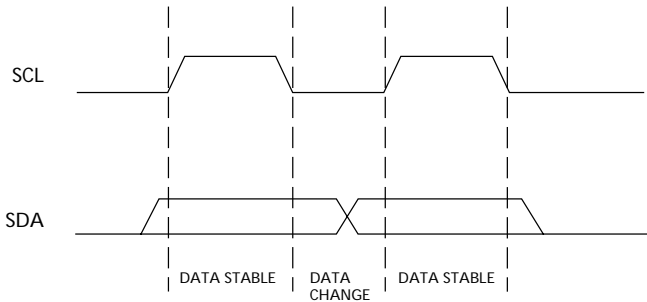 SCL
SDA
DATA STABLE
DATA
CHANGE
DATA STABLE